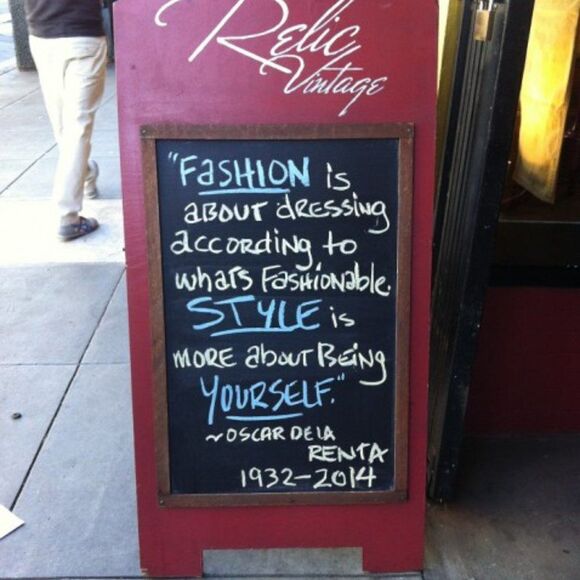 Relic
Vintage
"FaSHION is
aBOUT dRESSING
accORDING to
whats FaSHIONable.
STYLE is
MORE aBOUT BEING
YOURSELF."
~OSCAR DE LA
RENTA
1932-2014